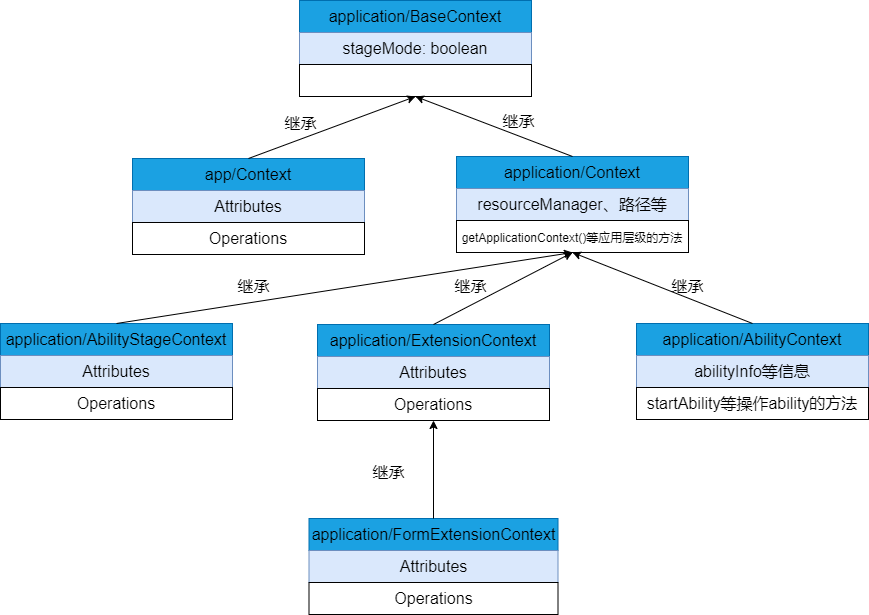 application/BaseContext
stageMode: boolean
继承
继承
app/Context
Attributes
Operations
application/Context
resourceManager、路径等
getApplicationContext()等应用层级的方法
继承
继承
继承
application/AbilityStageContext
Attributes
Operations
application/ExtensionContext
Attributes
Operations
application/AbilityContext
abilityInfo等信息
startAbility等操作ability的方法
继承
application/FormExtensionContext
Attributes
Operations